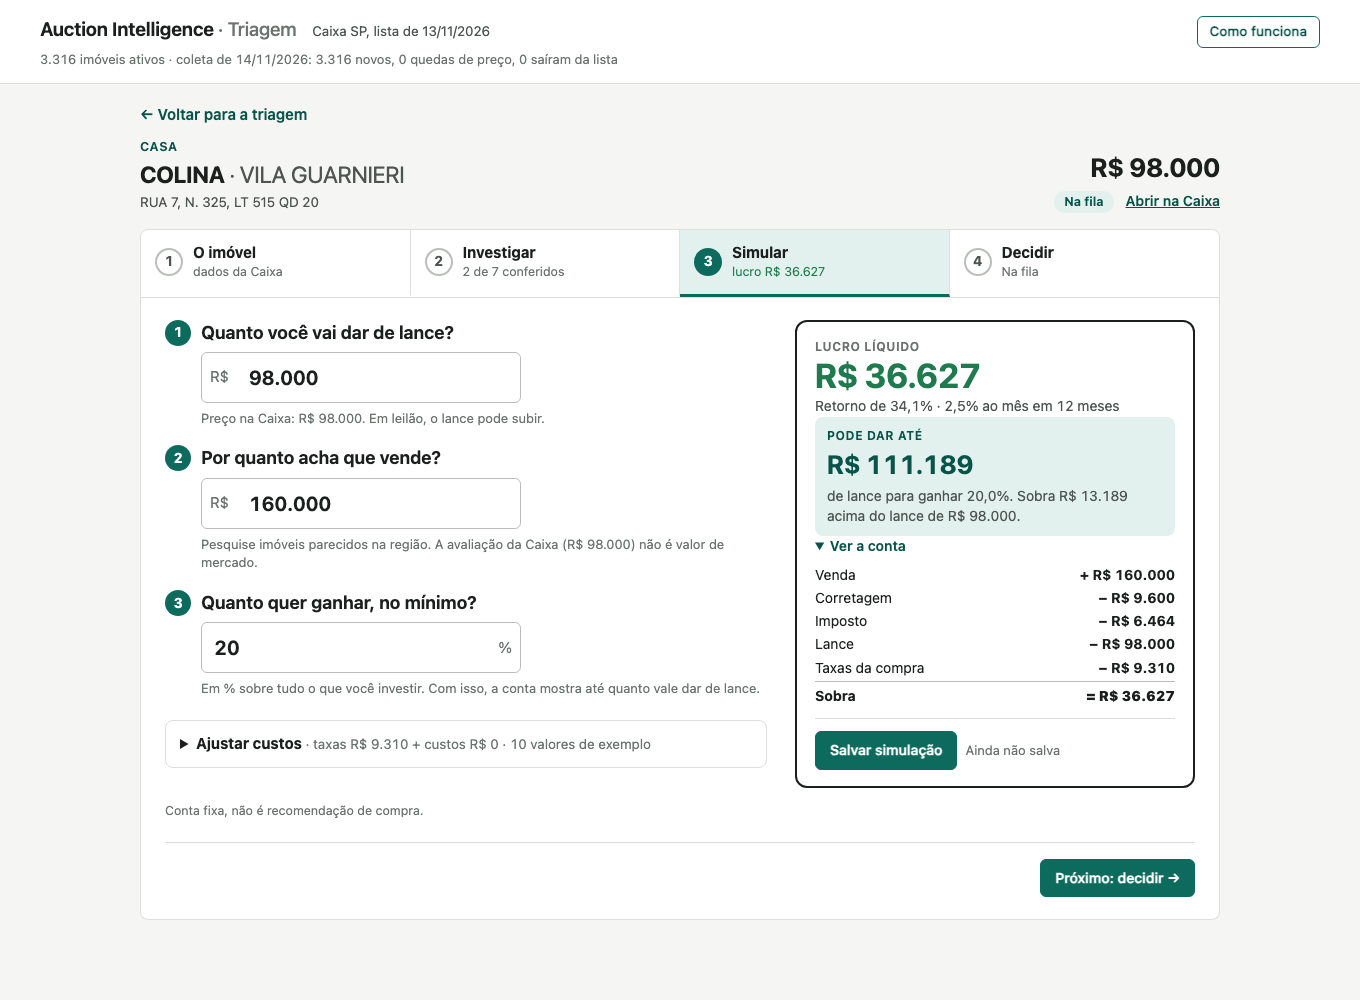 Auction Intelligence · Triagem Caixa SP, lista de 13/11/2026
Como funciona
3.316 imóveis ativos · coleta de 14/11/2026: 3.316 novos, 0 quedas de preço, 0 saíram da lista
← Voltar para a triagem
CASA
COLINA · VILA GUARNIERI
RUA 7, N. 325, LT 515 QD 20
R$ 98.000
Na fila Abrir na Caixa
1 O imóvel
dados da Caixa
2 Investigar
2 de 7 conferidos
3 Simular
lucro R$ 36.627
4 Decidir
Na fila
1 Quanto você vai dar de lance?
R$ 98.000
Preço na Caixa: R$ 98.000. Em leilão, o lance pode subir.
2 Por quanto acha que vende?
R$ 160.000
Pesquise imóveis parecidos na região. A avaliação da Caixa (R$ 98.000) não é valor de
mercado.
3 Quanto quer ganhar, no mínimo?
20 %
Em % sobre tudo o que você investir. Com isso, a conta mostra até quanto vale dar de lance.
▶ Ajustar custos · taxas R$ 9.310 + custos R$ 0 · 10 valores de exemplo
Conta fixa, não é recomendação de compra.
LUCRO LÍQUIDO
R$ 36.627
Retorno de 34,1% · 2,5% ao mês em 12 meses
PODE DAR ATÉ
R$ 111.189
de lance para ganhar 20,0%. Sobra R$ 13.189
acima do lance de R$ 98.000.
▼ Ver a conta
Venda + R$ 160.000
Corretagem − R$ 9.600
Imposto − R$ 6.464
Lance − R$ 98.000
Taxas da compra − R$ 9.310
Sobra = R$ 36.627
Salvar simulação Ainda não salva
Próximo: decidir →